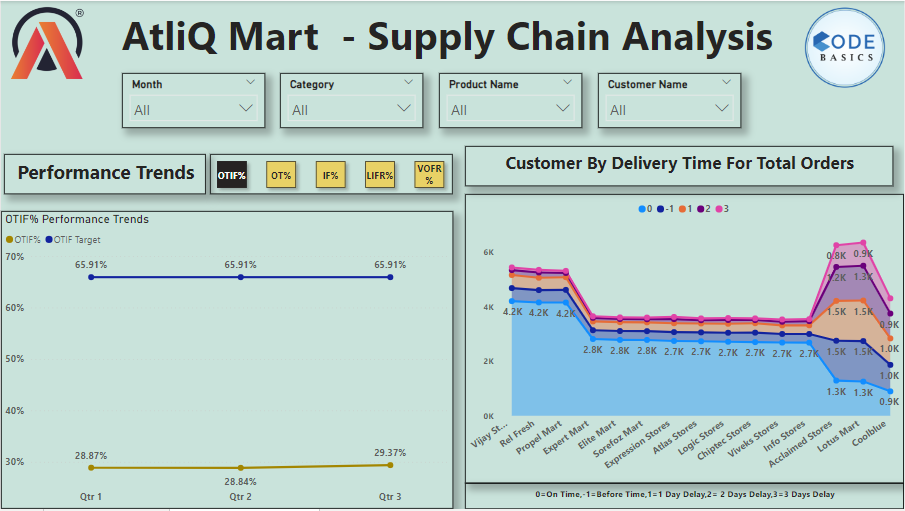 AtliQ Mart - Supply Chain Analysis
CODE
BASICS
Month
All
Category
All
Product Name
All
Customer Name
All
Performance Trends
OTIF%
OT%
IF%
LIFR%
VOFR
%
Customer By Delivery Time For Total Orders
OTIF% Performance Trends
OTIF% OTIF Target
70%
60%
50%
40%
30%
65.91% 65.91% 65.91%
28.87% 28.84% 29.37%
Qtr 1 Qtr 2 Qtr 3
0 -1 1 2 3
6K
4K
2K
0K
0.8K 0.9K
1.2K 1.3K
1.5K 1.5K 0.9K
1.5K 1.5K 1.0K
1.0K
4.2K 4.2K 4.2K 2.8K 2.8K 2.8K 2.7K 2.7K 2.7K 2.7K 2.7K 2.7K 1.3K 1.3K 0.9K
Vijay St...
Rel Fresh
Propel Mart
Expert Mart
Elite Mart
Sorefoz Mart
Expression Stores
Atlas Stores
Logic Stores
Chiptec Stores
Viveks Stores
Info Stores
Acclaimed Stores
Lotus Mart
Coolblue
0=On Time,-1=Before Time,1=1 Day Delay,2= 2 Days Delay,3=3 Days Delay